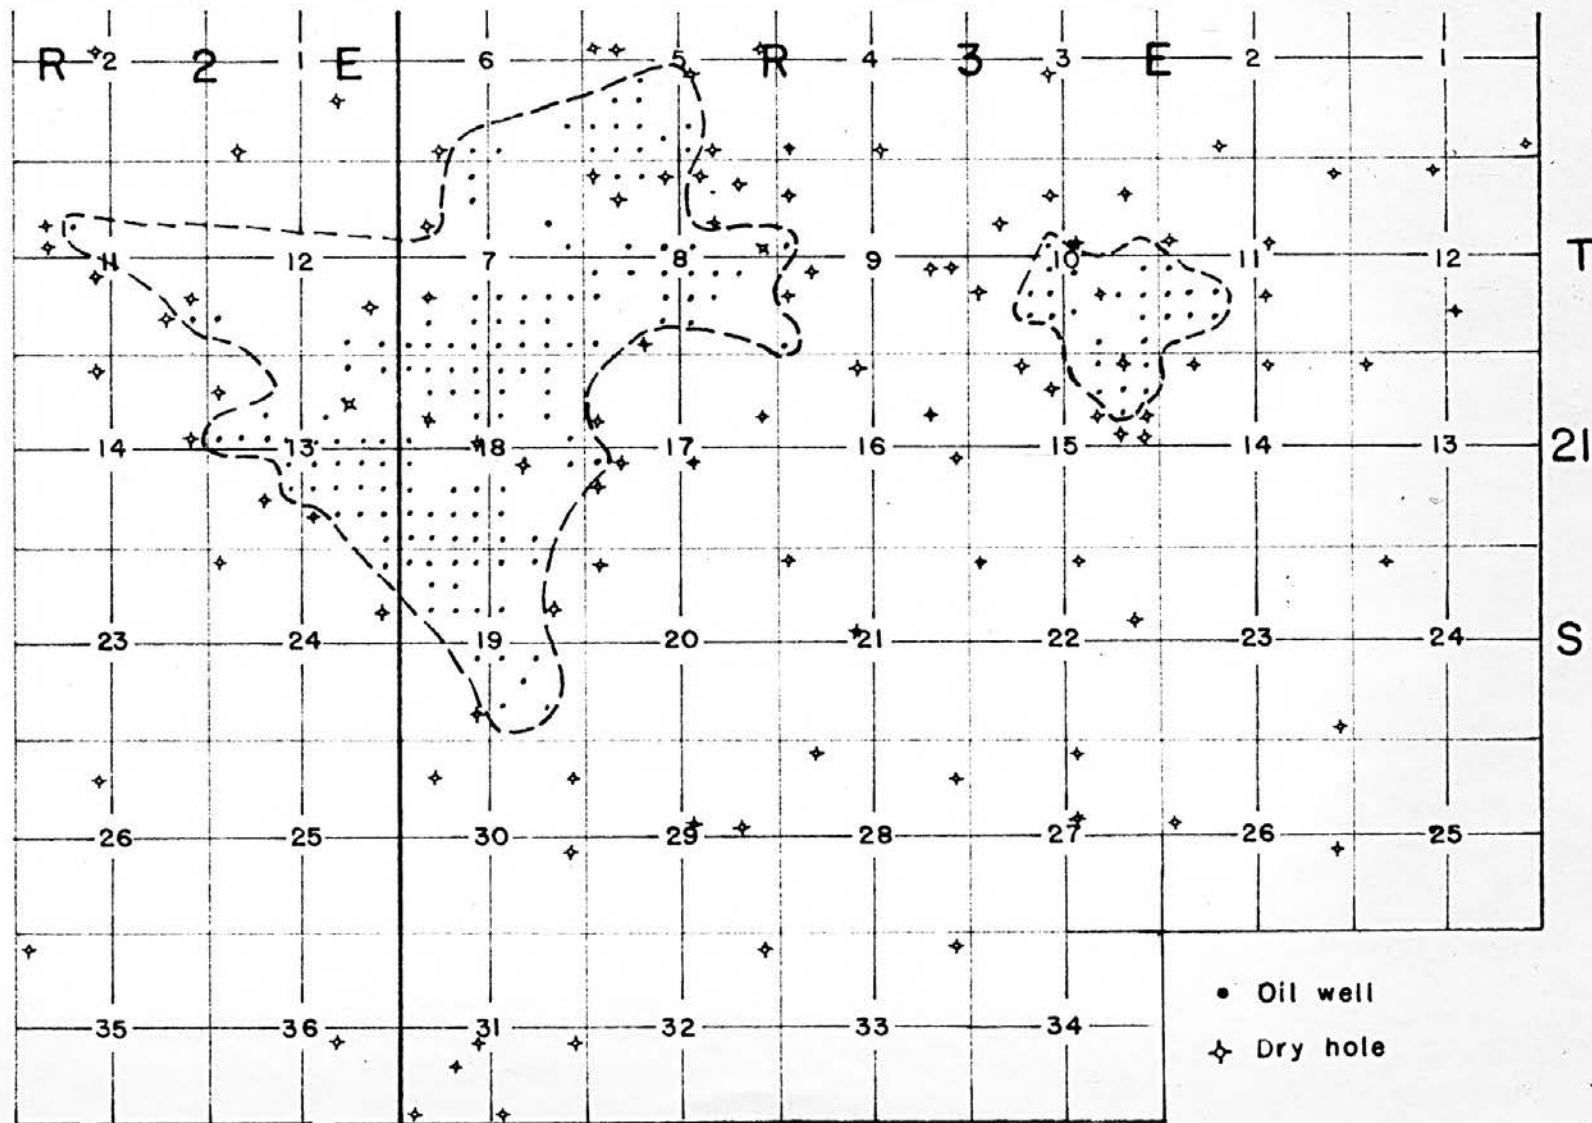 R 2 2 1 E 6 5 R 4 3 3 E 2 1
11 12 7 8 9 10 11 12 T
14 13 18 17 16 15 14 13 21
23 24 19 20 21 22 23 24 S
26 25 30 29 28 27 26 25
Oil well
35 36 31 32 33 34
Dry hole